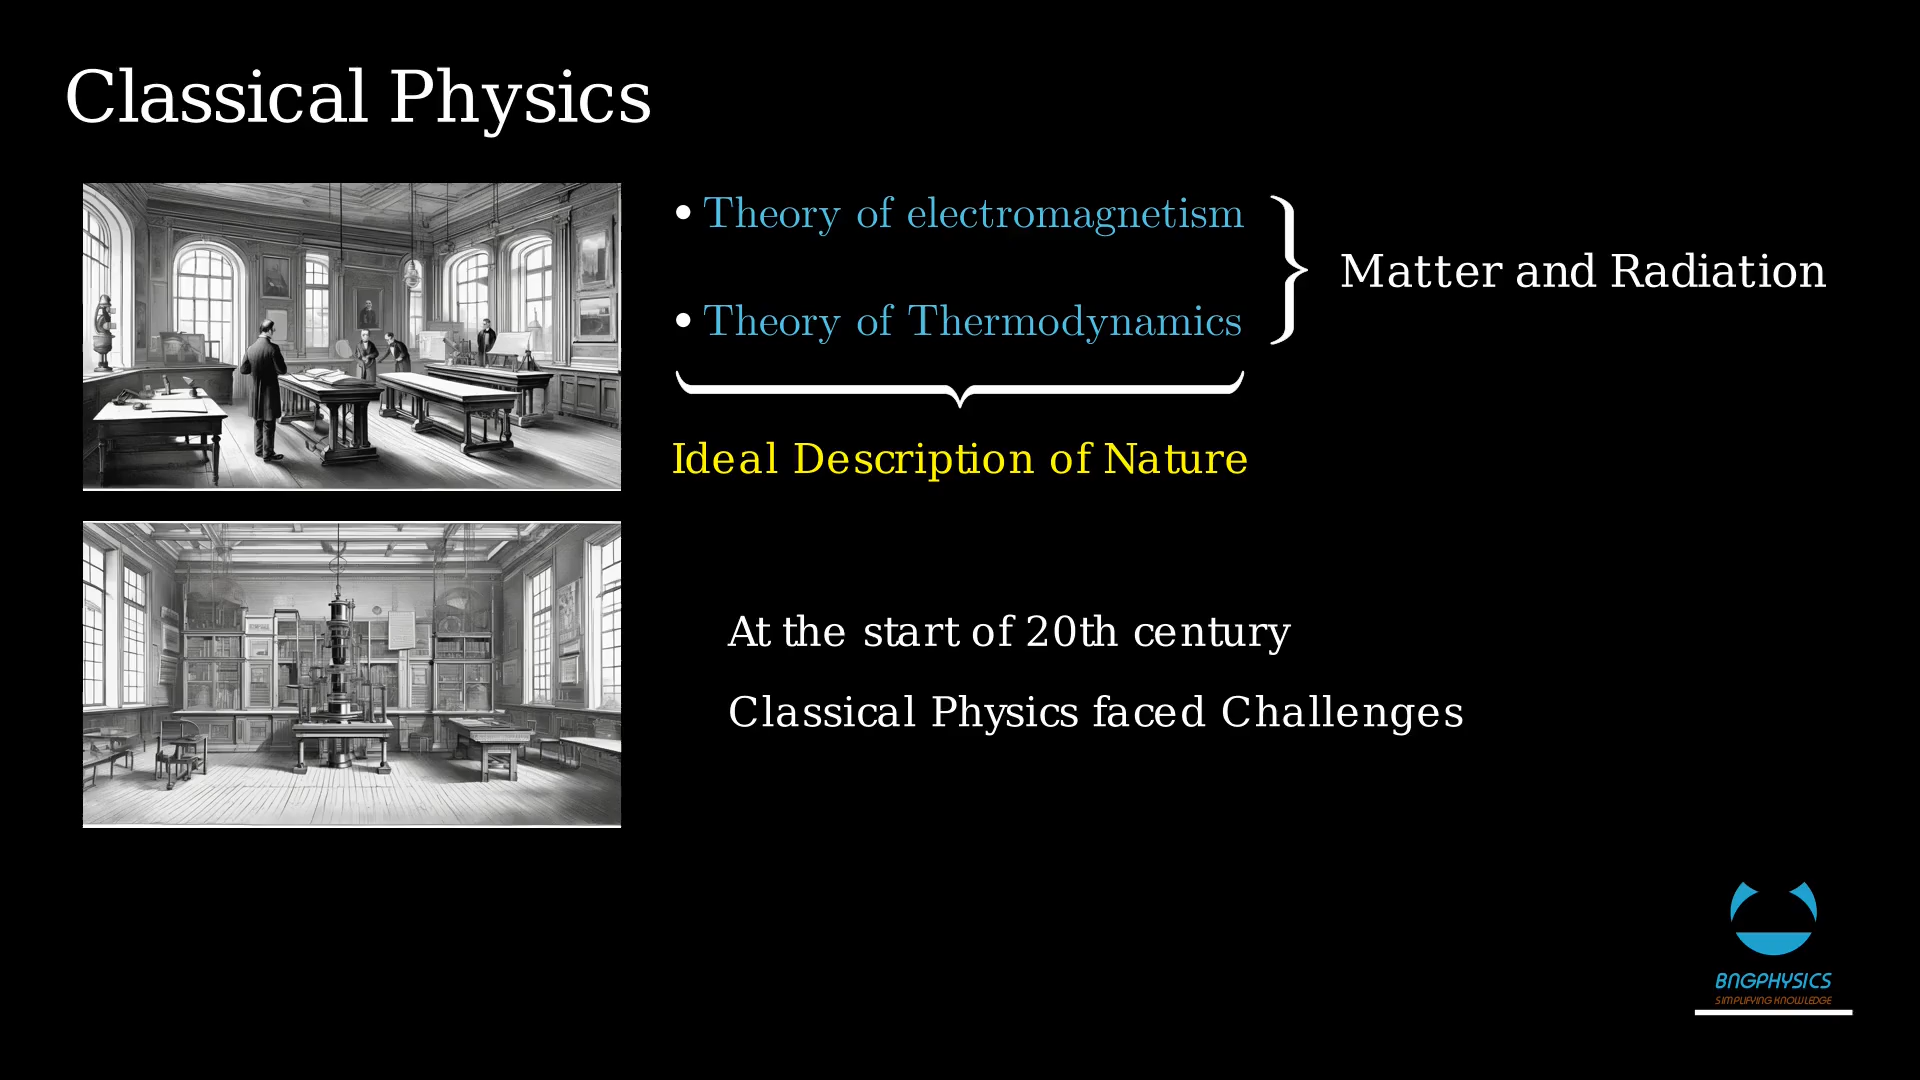 Classical Physics
• Theory of electromagnetism
• Theory of Thermodynamics
Matter and Radiation
Ideal Description of Nature
At the start of 20th century
Classical Physics faced Challenges
BNGPHYSICS
SIMPLIFYING KNOWLEDGE